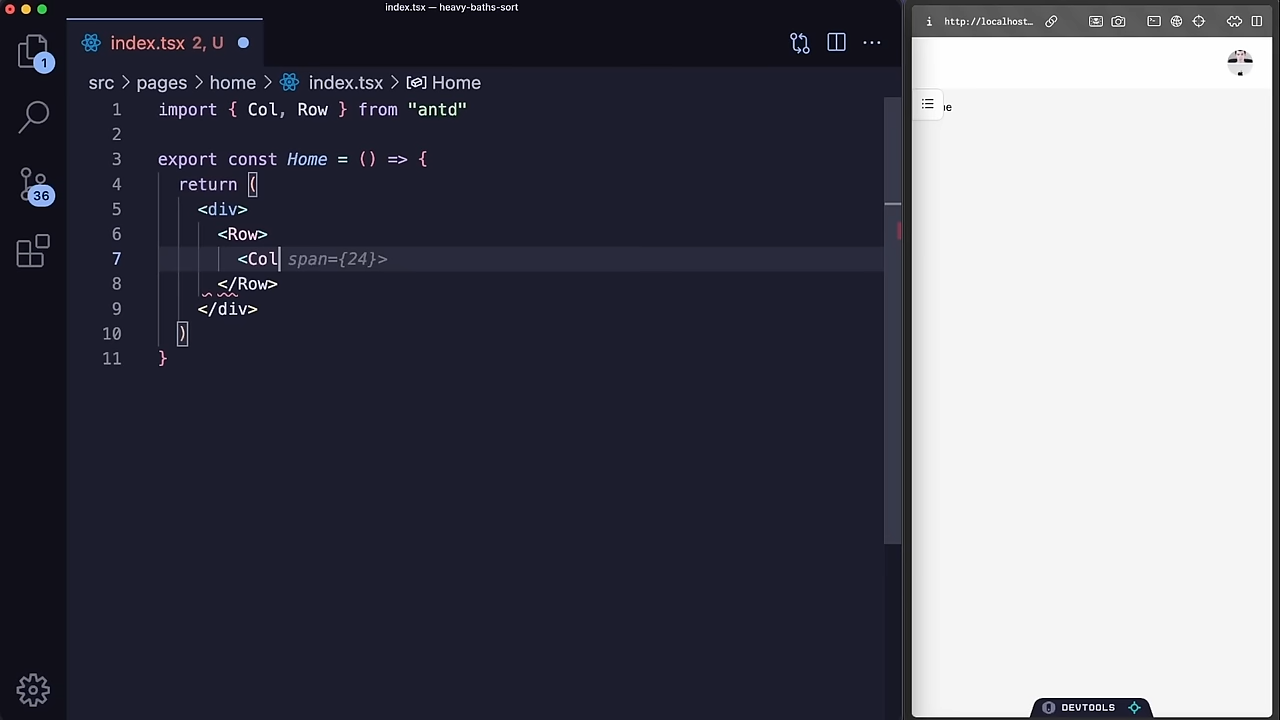 index.tsx — heavy-baths-sort
index.tsx 2, U
src > pages > home > index.tsx > Home
1 import { Col, Row } from "antd"
2
3 export const Home = () => {
4 return (
5 <div>
6 <Row>
7 <Col span={24}>
8 </Row>
9 </div>
10 )
11 }
1
36
http://localhost…
DEVTOOLS